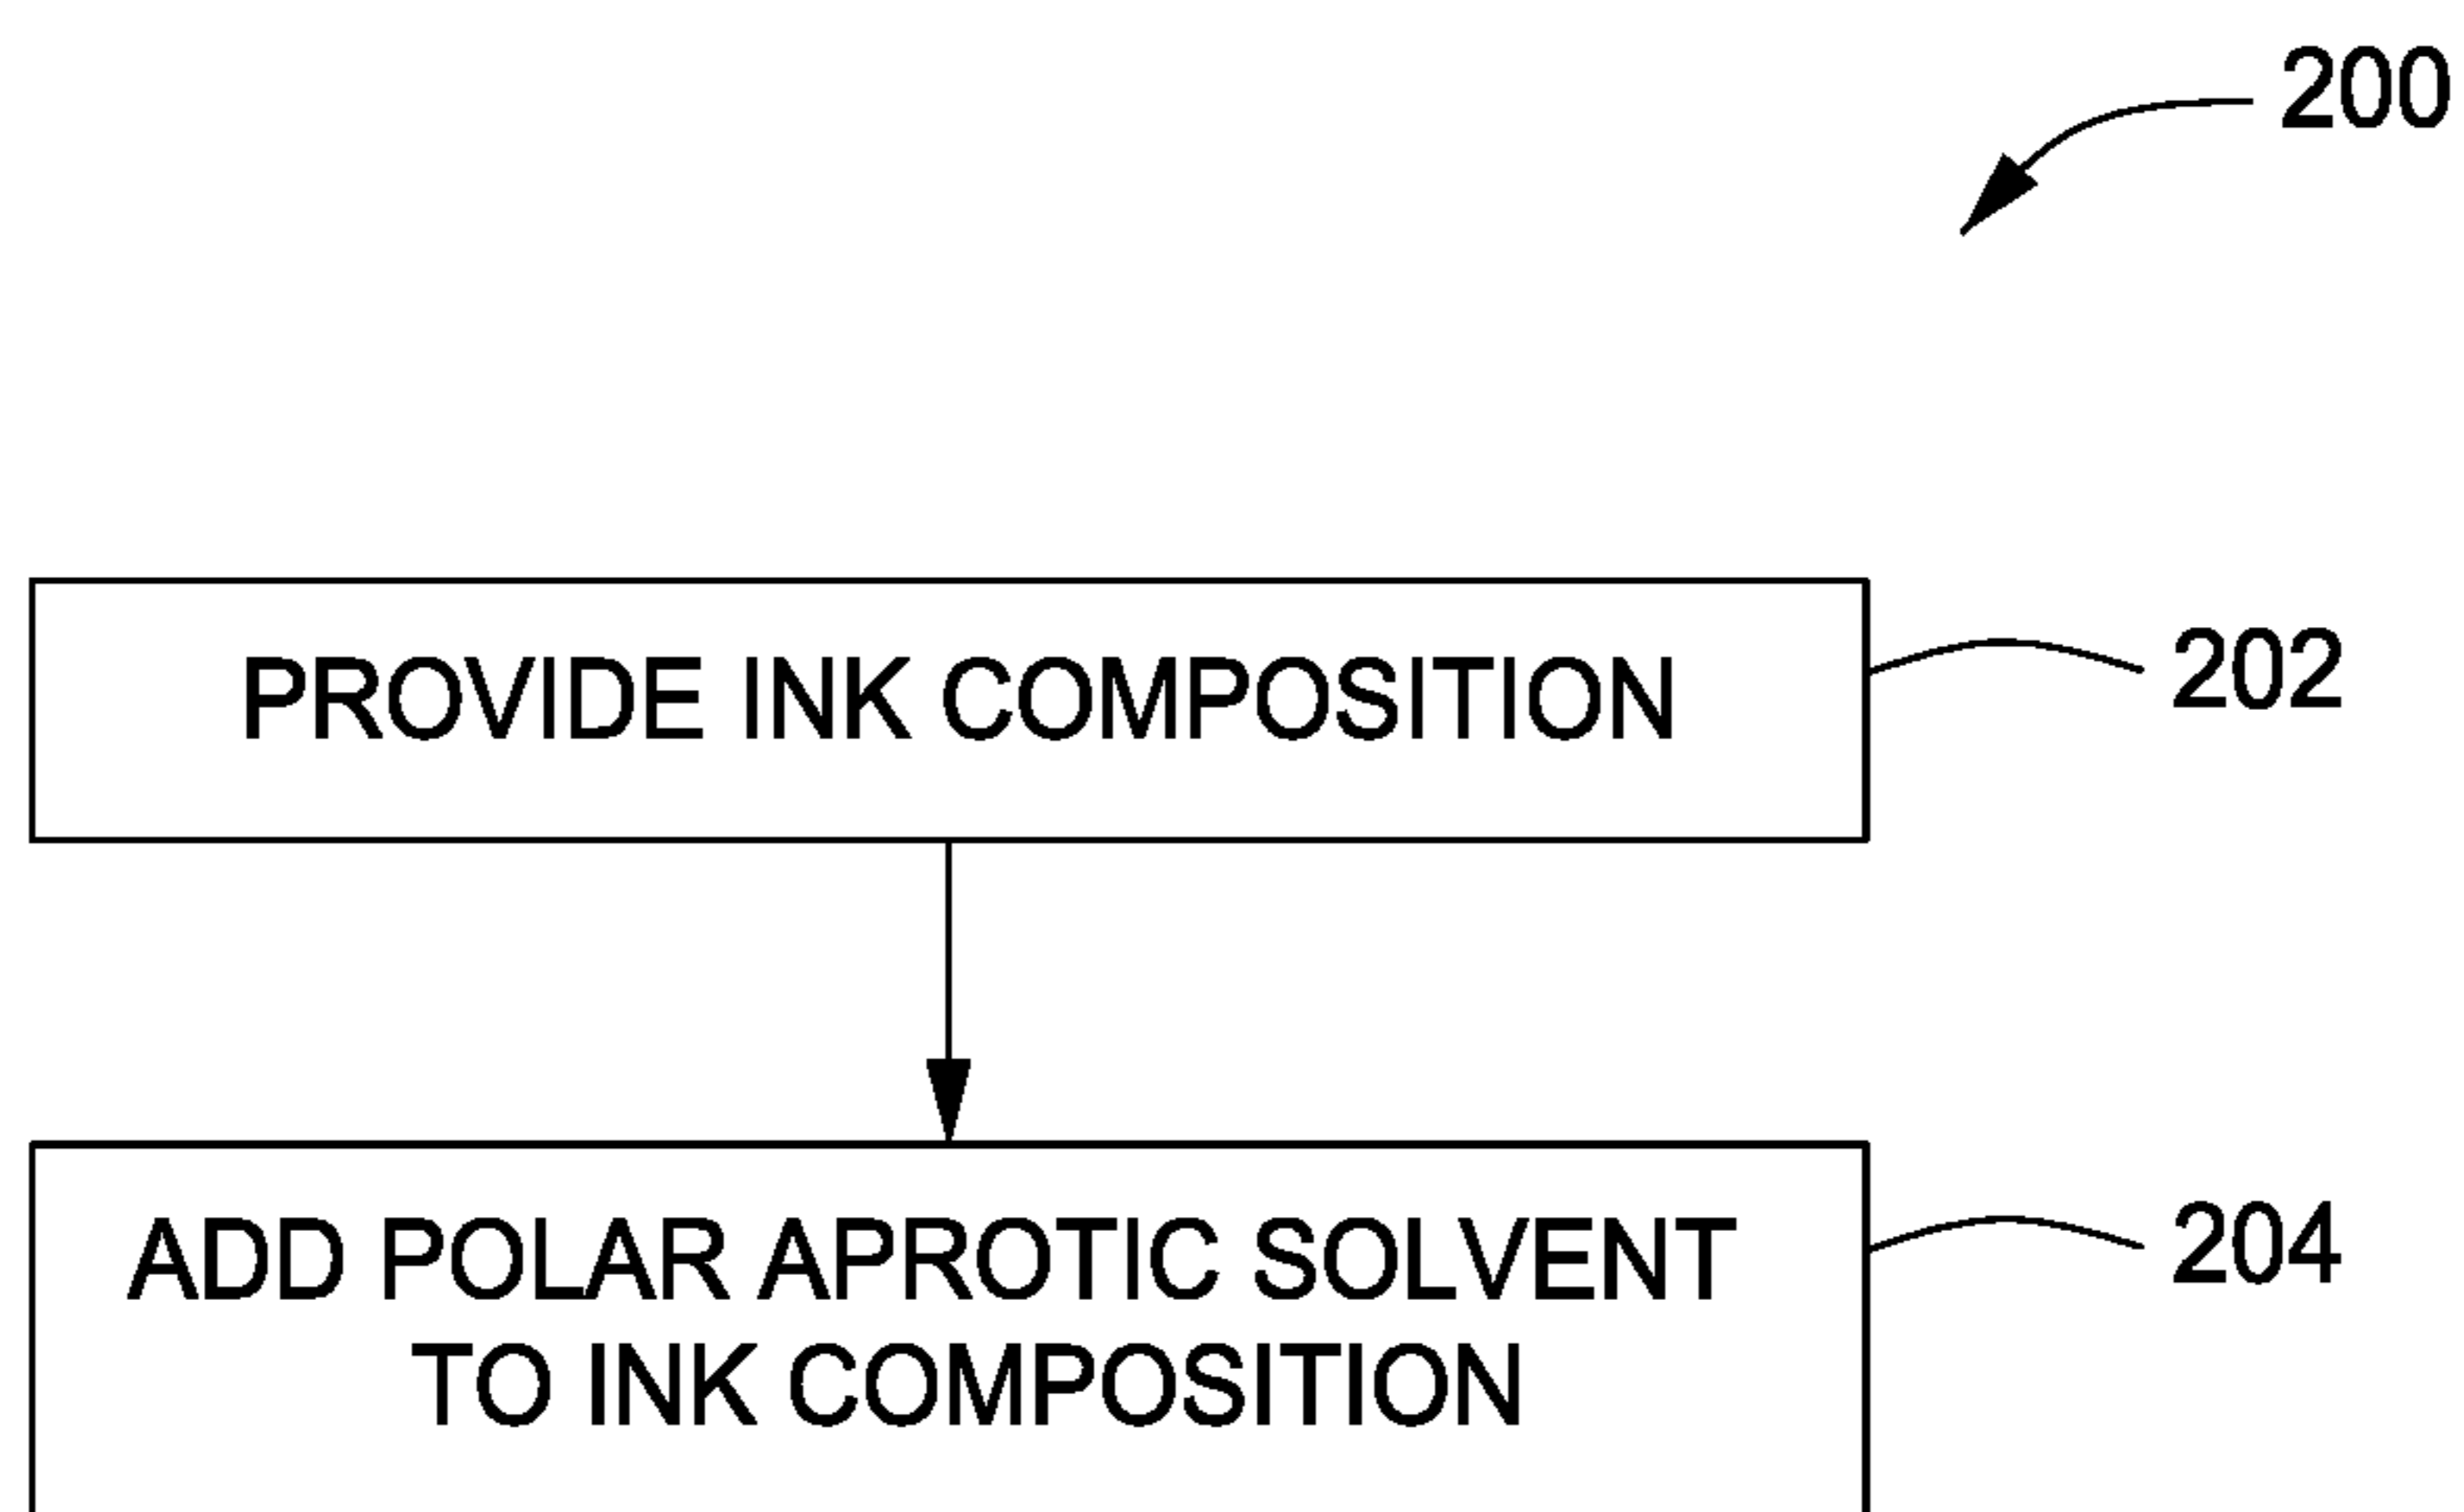 200
PROVIDE INK COMPOSITION
202
ADD POLAR APROTIC SOLVENT
TO INK COMPOSITION
204